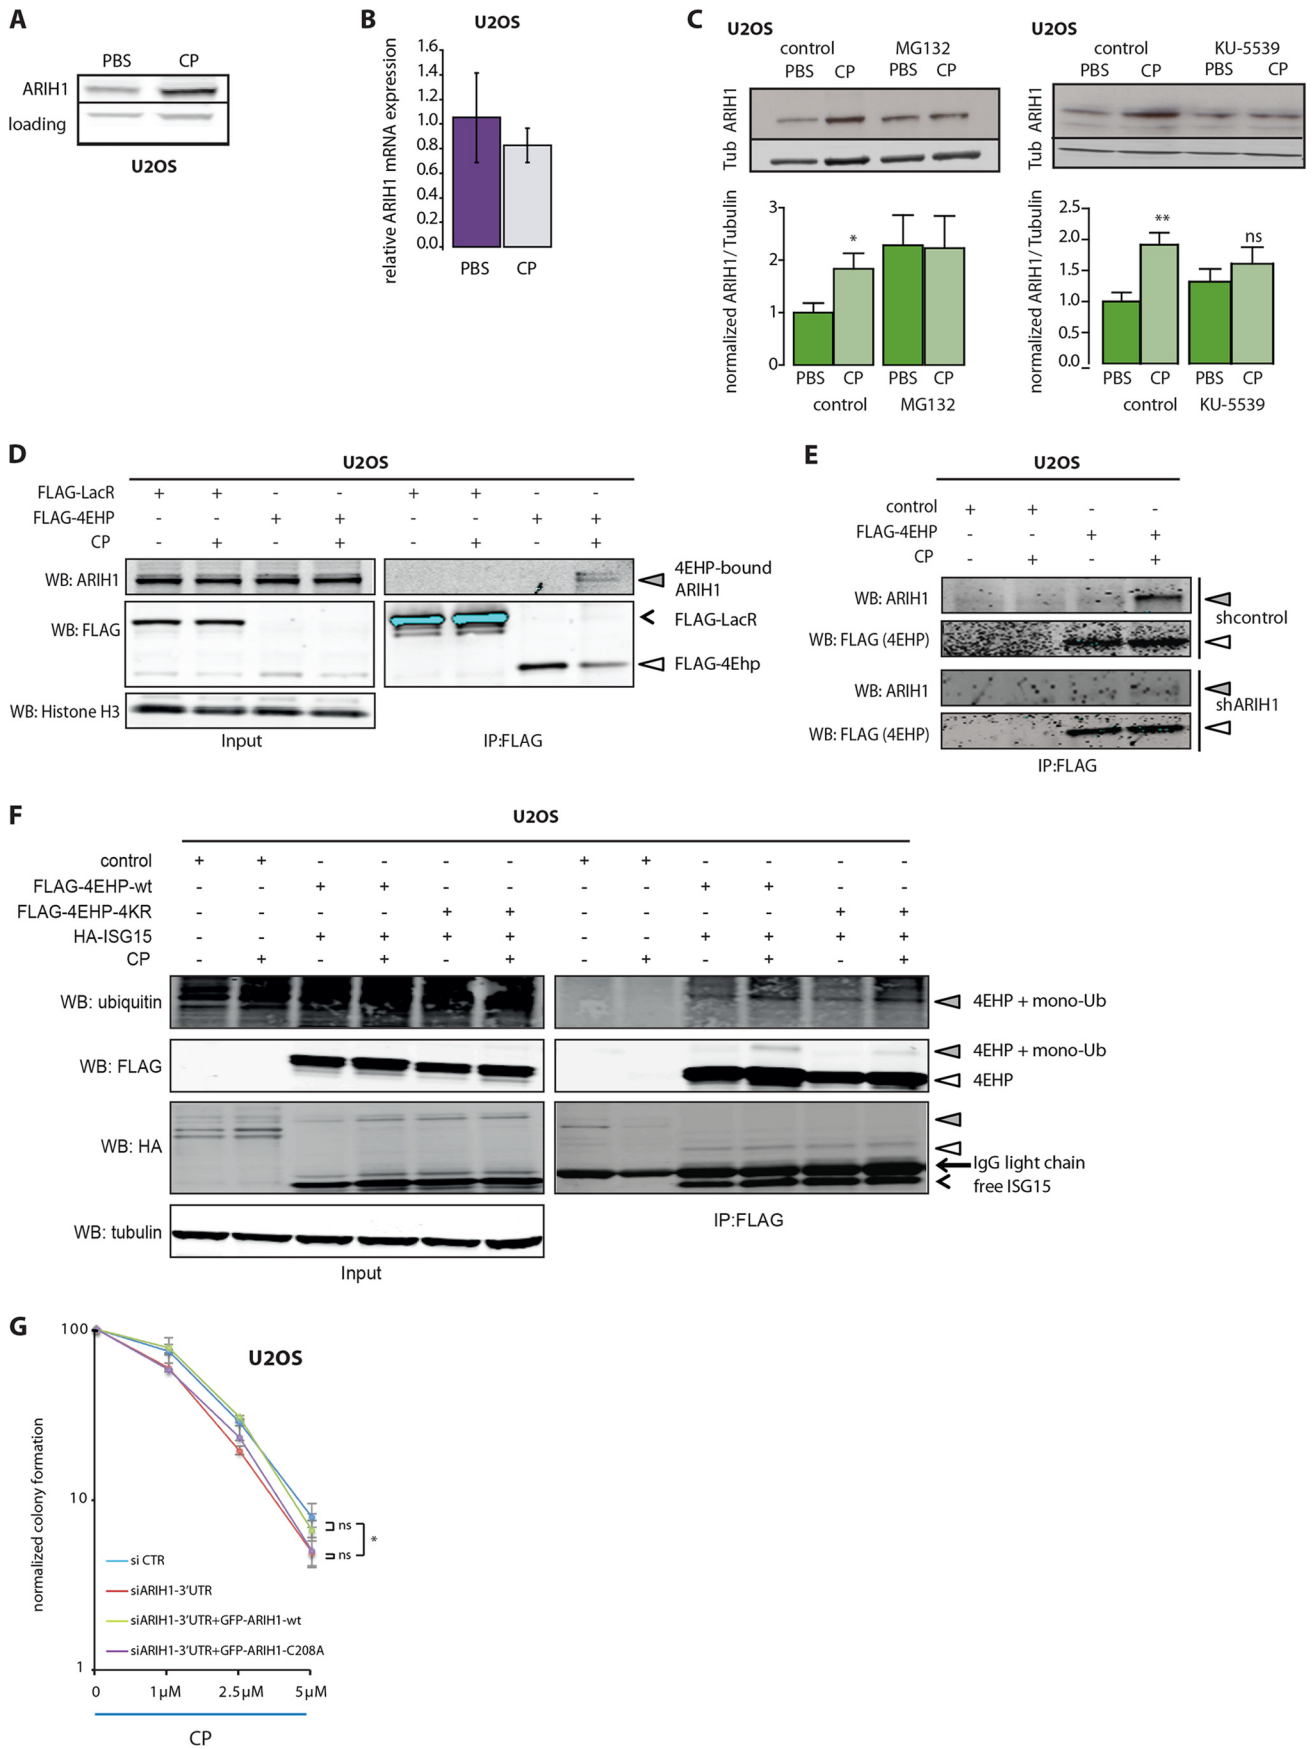 A
PBS CP
ARIH1
loading
U2OS
B
U2OS
relative ARIH1 mRNA expression
1.6
1.4
1.2
1.0
0.8
0.6
0.4
0.2
0.0
PBS CP
C
U2OS
control MG132
PBS CP PBS CP
Tub ARIH1
normalized ARIH1/ Tubulin
3
2
1
0
*
PBS CP PBS CP
control MG132
U2OS
control KU-5539
PBS CP PBS CP
Tub ARIH1
normalized ARIH1/ Tubulin
2.5
2.0
1.5
1.0
0.5
0.0
** ns
PBS CP PBS CP
control KU-5539
D
U2OS
FLAG-LacR + + - - + + - -
FLAG-4EHP - - + + - - + +
CP - + - + - + - +
WB: ARIH1
4EHP-bound
ARIH1
WB: FLAG
FLAG-LacR
FLAG-4Ehp
WB: Histone H3
Input
IP:FLAG
E
U2OS
control + + - -
FLAG-4EHP - - + +
CP - + - +
WB: ARIH1
shcontrol
WB: FLAG (4EHP)
WB: ARIH1
shARIH1
WB: FLAG (4EHP)
IP:FLAG
F
U2OS
control + + - - - - + + - - - -
FLAG-4EHP-wt - - + + - - - - + + - -
FLAG-4EHP-4KR - - - - + + - - - - + +
HA-ISG15 - - + + + + - - + + + +
CP - + - + - + - + - + - +
WB: ubiquitin
4EHP + mono-Ub
WB: FLAG
4EHP + mono-Ub
4EHP
WB: HA
IgG light chain
free ISG15
WB: tubulin
IP:FLAG
Input
G
U2OS
normalized colony formation
100
10
1
ns
*
ns
si CTR
siARIH1-3'UTR
siARIH1-3'UTR+GFP-ARIH1-wt
siARIH1-3'UTR+GFP-ARIH1-C208A
0 1µM 2.5µM 5µM
CP